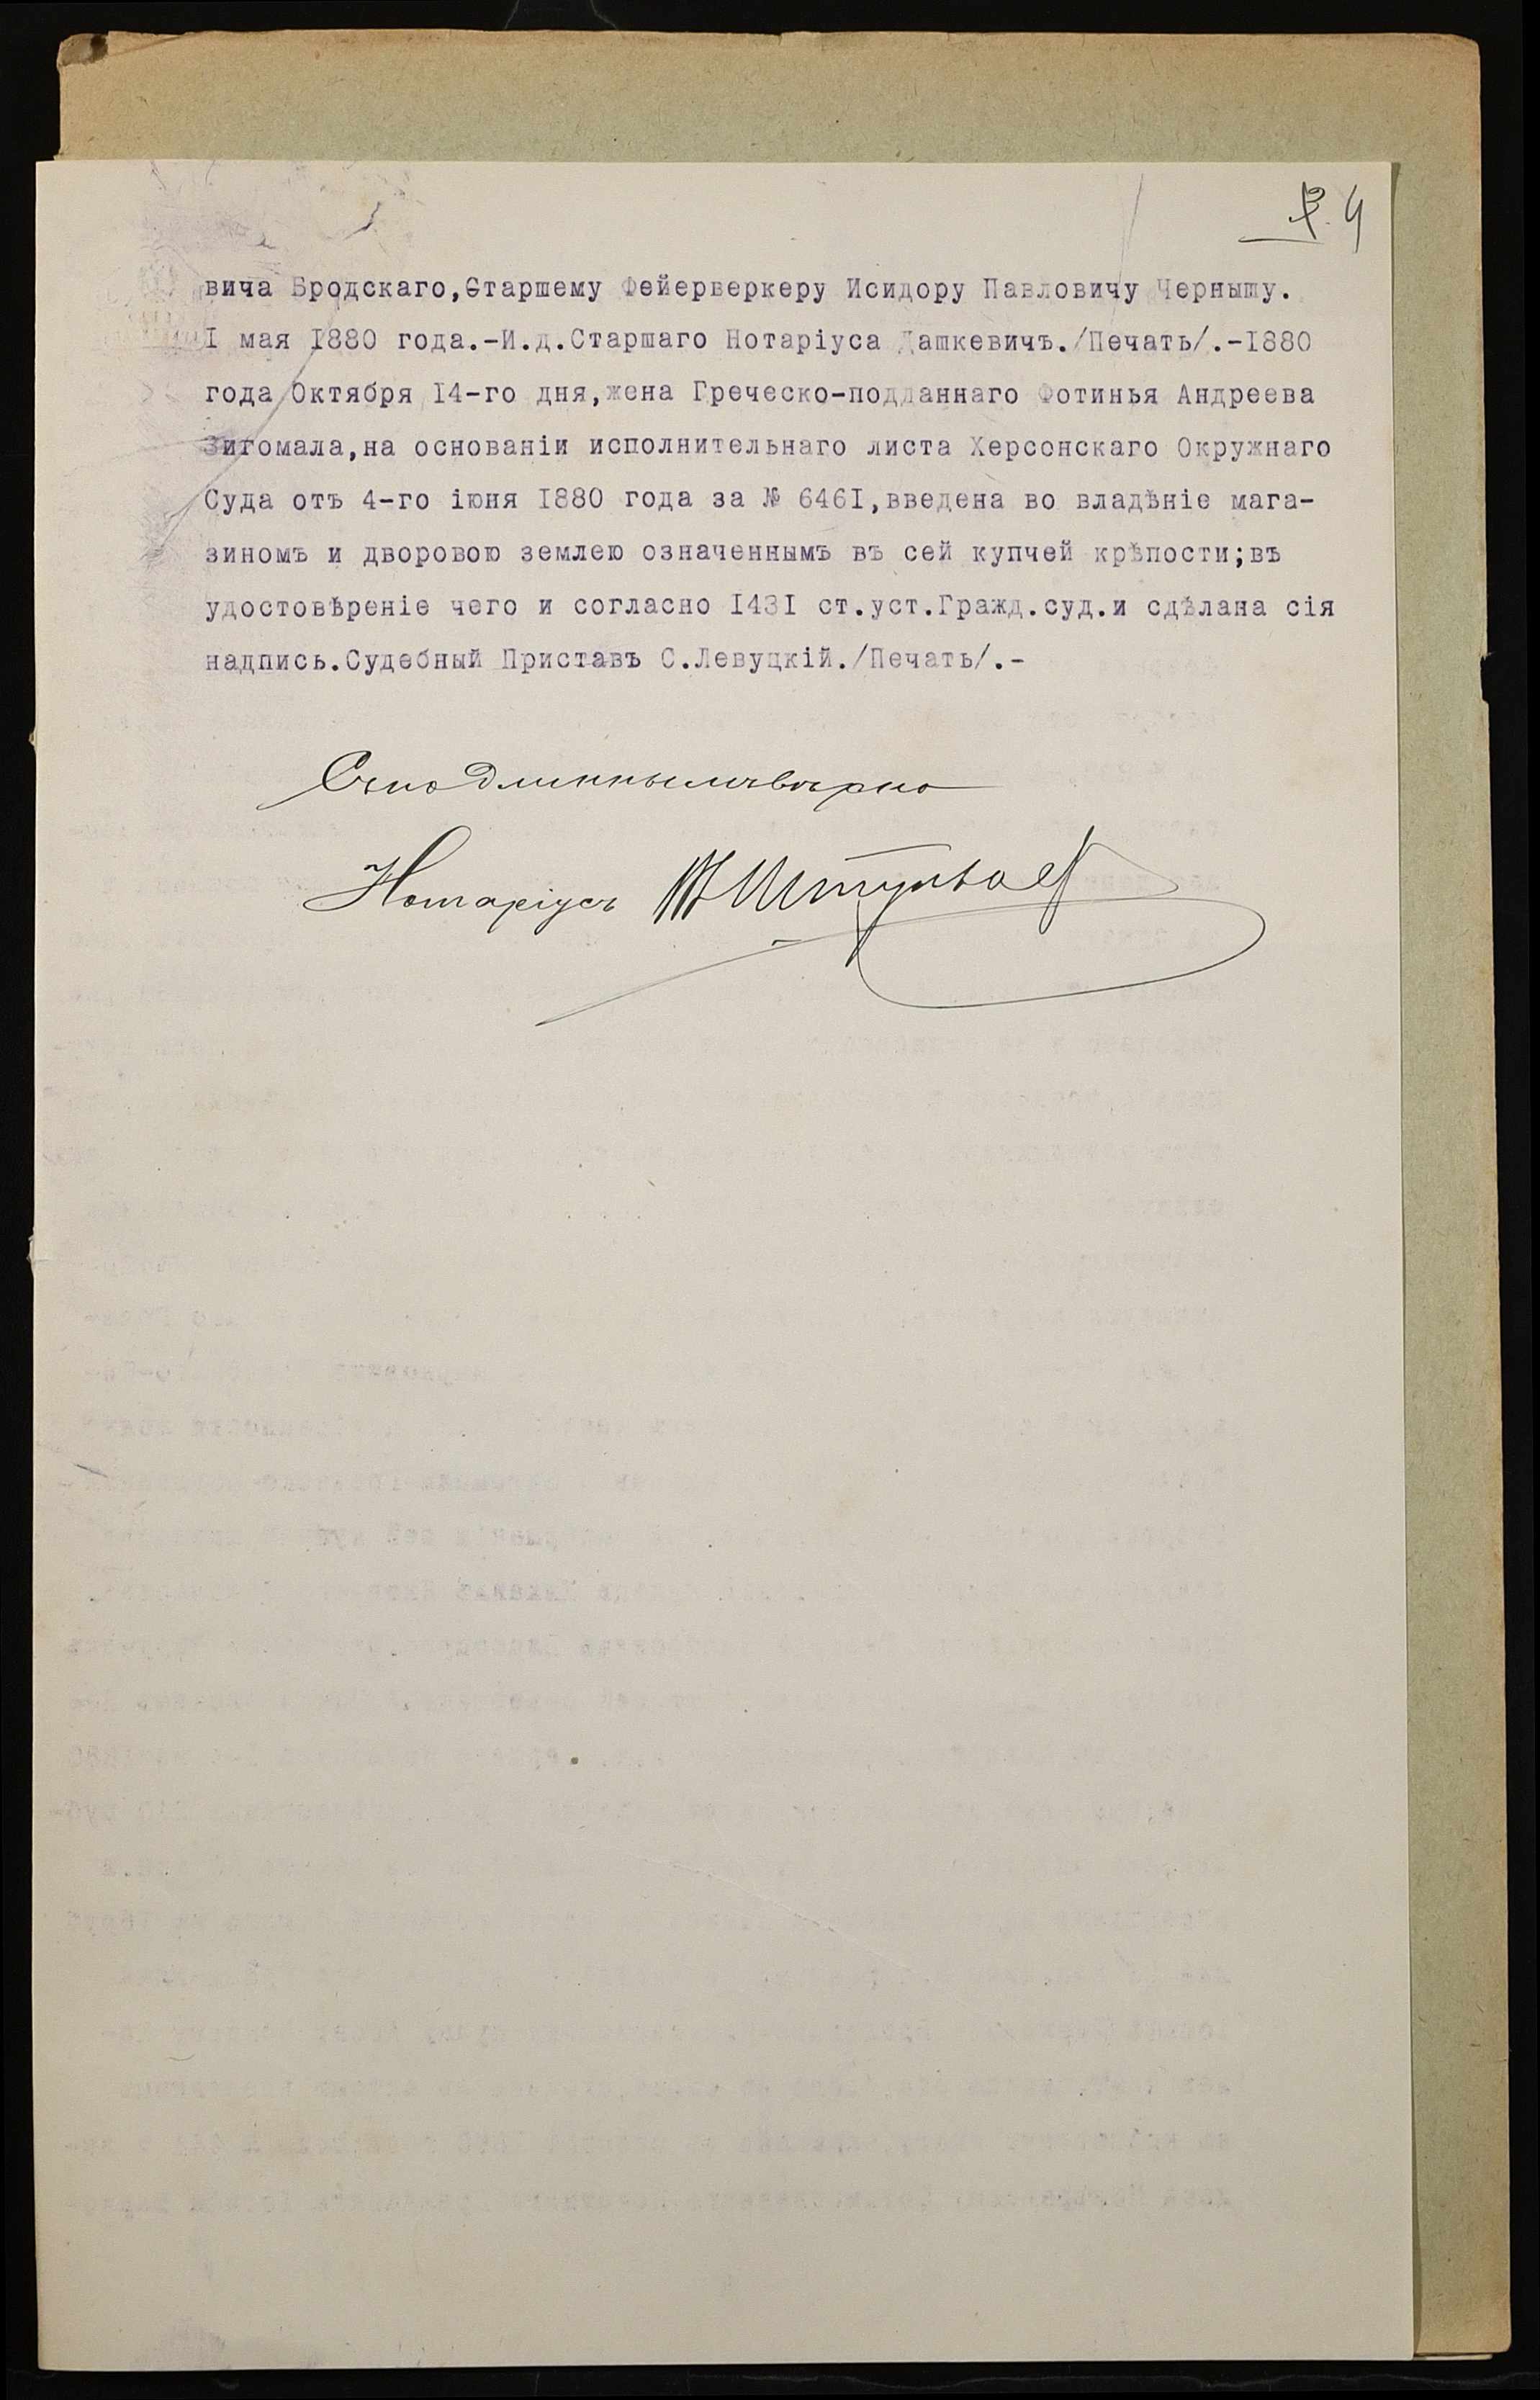 4
вича Бродскаго,Старшему Фейерверкеру Исидору Павловичу Чернышу.
I мая I880 года.-И.д.Старшаго Нотаріуса Дашкевичъ./Печать/.-I880
года Октября I4-го дня,жена Греческо-подданнаго Фотинья Андреева
Зигомала,на основаніи исполнительнаго листа Херсонскаго Окружнаго
Суда отъ 4-го іюня I880 года за № 646I,введена во владѣніе мага-
зиномъ и дворовою землею означеннымъ въ сей купчей крѣпости;въ
удостовѣреніе чего и согласно I43I ст.уст.Гражд.суд.и сдѣлана сія
надпись.Судебный Приставъ С.Левуцкій./Печать/.-
Съ подлиннымъ вѣрно
Нотаріусъ